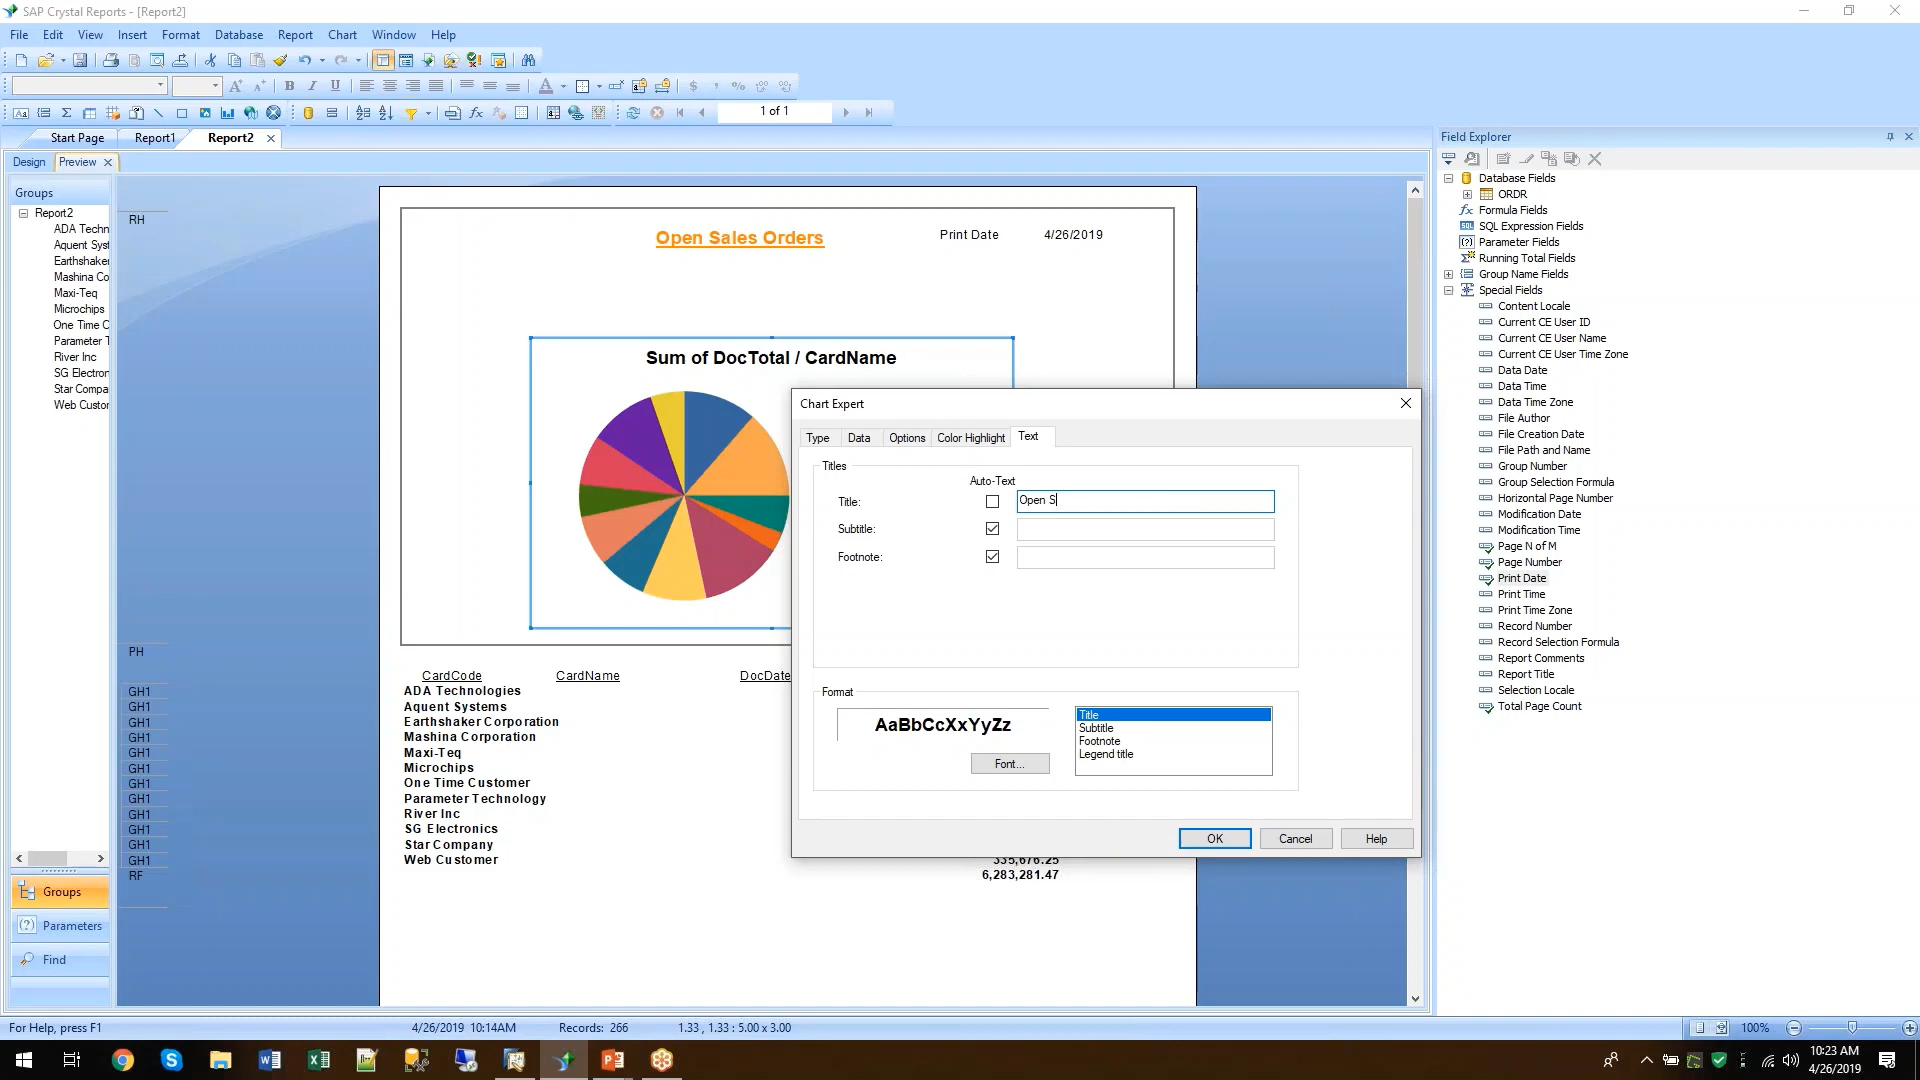 SAP Crystal Reports - [Report2]
File Edit View Insert Format Database Report Chart Window Help
1 of 1
Start Page Report1 Report2
Design Preview
Groups
Report2
ADA Techn
Aquent Syst
Earthshaker
Mashina Co
Maxi-Teq
Microchips
One Time C
Parameter T
River Inc
SG Electron
Star Compa
Web Custor
Groups
Parameters
Find
RH
PH
GH1
GH1
GH1
GH1
GH1
GH1
GH1
GH1
GH1
GH1
GH1
GH1
RF
Open Sales Orders
Print Date 4/26/2019
Sum of DocTotal / CardName
CardCode CardName DocDate
ADA Technologies
Aquent Systems
Earthshaker Corporation
Mashina Corporation
Maxi-Teq
Microchips
One Time Customer
Parameter Technology
River Inc
SG Electronics
Star Company
Web Customer 335,676.25
6,283,281.47
Chart Expert
Type Data Options Color Highlight Text
Titles
Auto-Text
Title: Open S
Subtitle:
Footnote:
Format
AaBbCcXxYyZz
Font...
Title
Subtitle
Footnote
Legend title
OK Cancel Help
Field Explorer
Database Fields
ORDR
Formula Fields
SQL Expression Fields
Parameter Fields
Running Total Fields
Group Name Fields
Special Fields
Content Locale
Current CE User ID
Current CE User Name
Current CE User Time Zone
Data Date
Data Time
Data Time Zone
File Author
File Creation Date
File Path and Name
Group Number
Group Selection Formula
Horizontal Page Number
Modification Date
Modification Time
Page N of M
Page Number
Print Date
Print Time
Print Time Zone
Record Number
Record Selection Formula
Report Comments
Report Title
Selection Locale
Total Page Count
For Help, press F1 4/26/2019 10:14AM Records: 266 1.33 , 1.33 : 5.00 x 3.00 100%
10:23 AM
4/26/2019